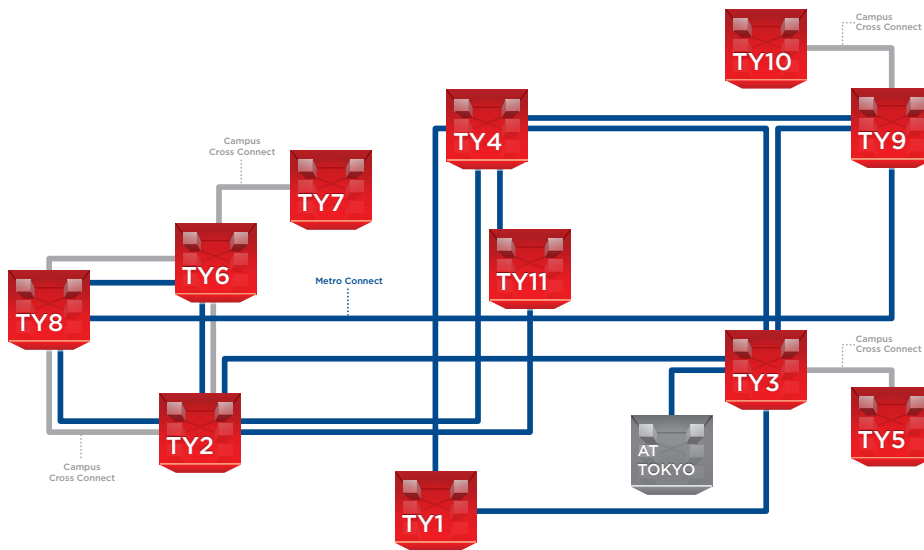 Campus
Cross Connect
TY10
TY4
TY9
Campus
Cross Connect
TY7
TY6
TY11
Metro Connect
TY8
Campus
Cross Connect
TY3
TY2
TY5
AT
TOKYO
Campus
Cross Connect
TY1